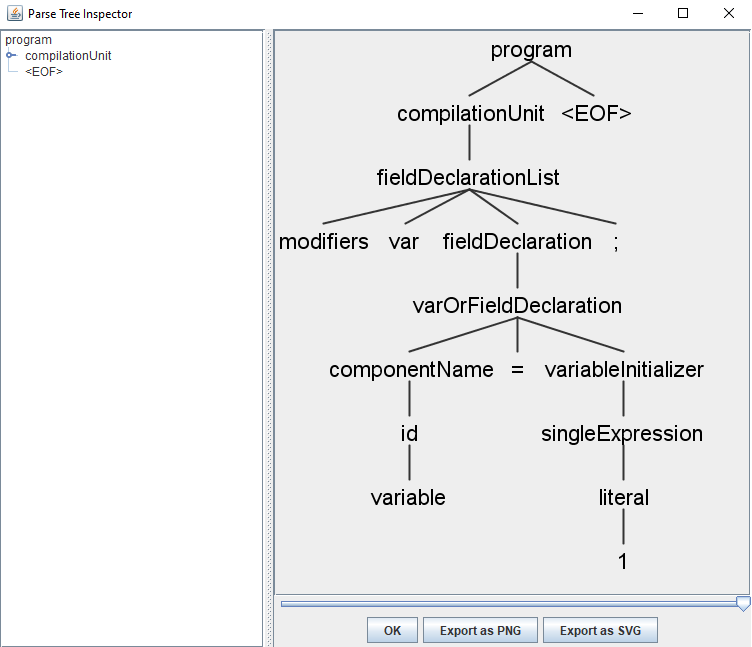 Parse Tree Inspector
program
compilationUnit
<EOF>
program
compilationUnit <EOF>
fieldDeclarationList
modifiers var fieldDeclaration ;
varOrFieldDeclaration
componentName = variableInitializer
id singleExpression
variable literal
1
OK Export as PNG Export as SVG